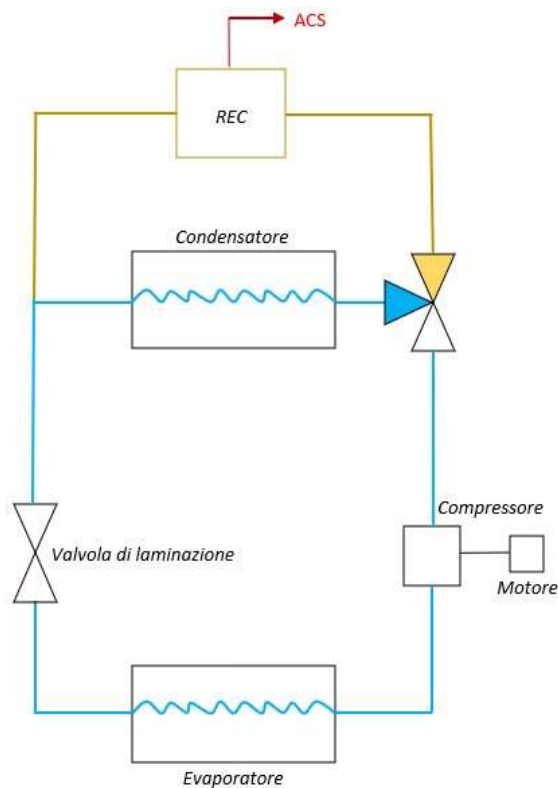 ACS
REC
Condensatore
Compressore
Valvola di laminazione
Motore
Evaporatore